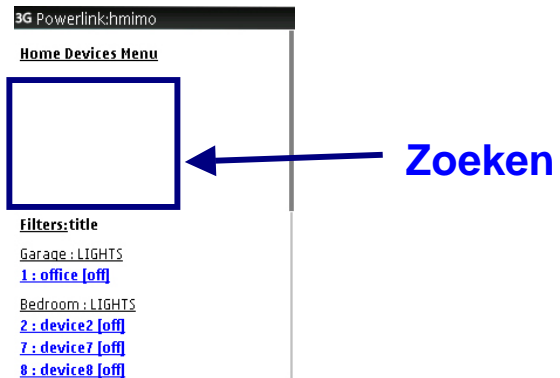 3G Powerlink:hmimo
Home Devices Menu
Zoeken
Filters:title
Garage : LIGHTS
1 : office [off]
Bedroom : LIGHTS
2 : device2 [off]
7 : device7 [off]
8 : device8 [off]